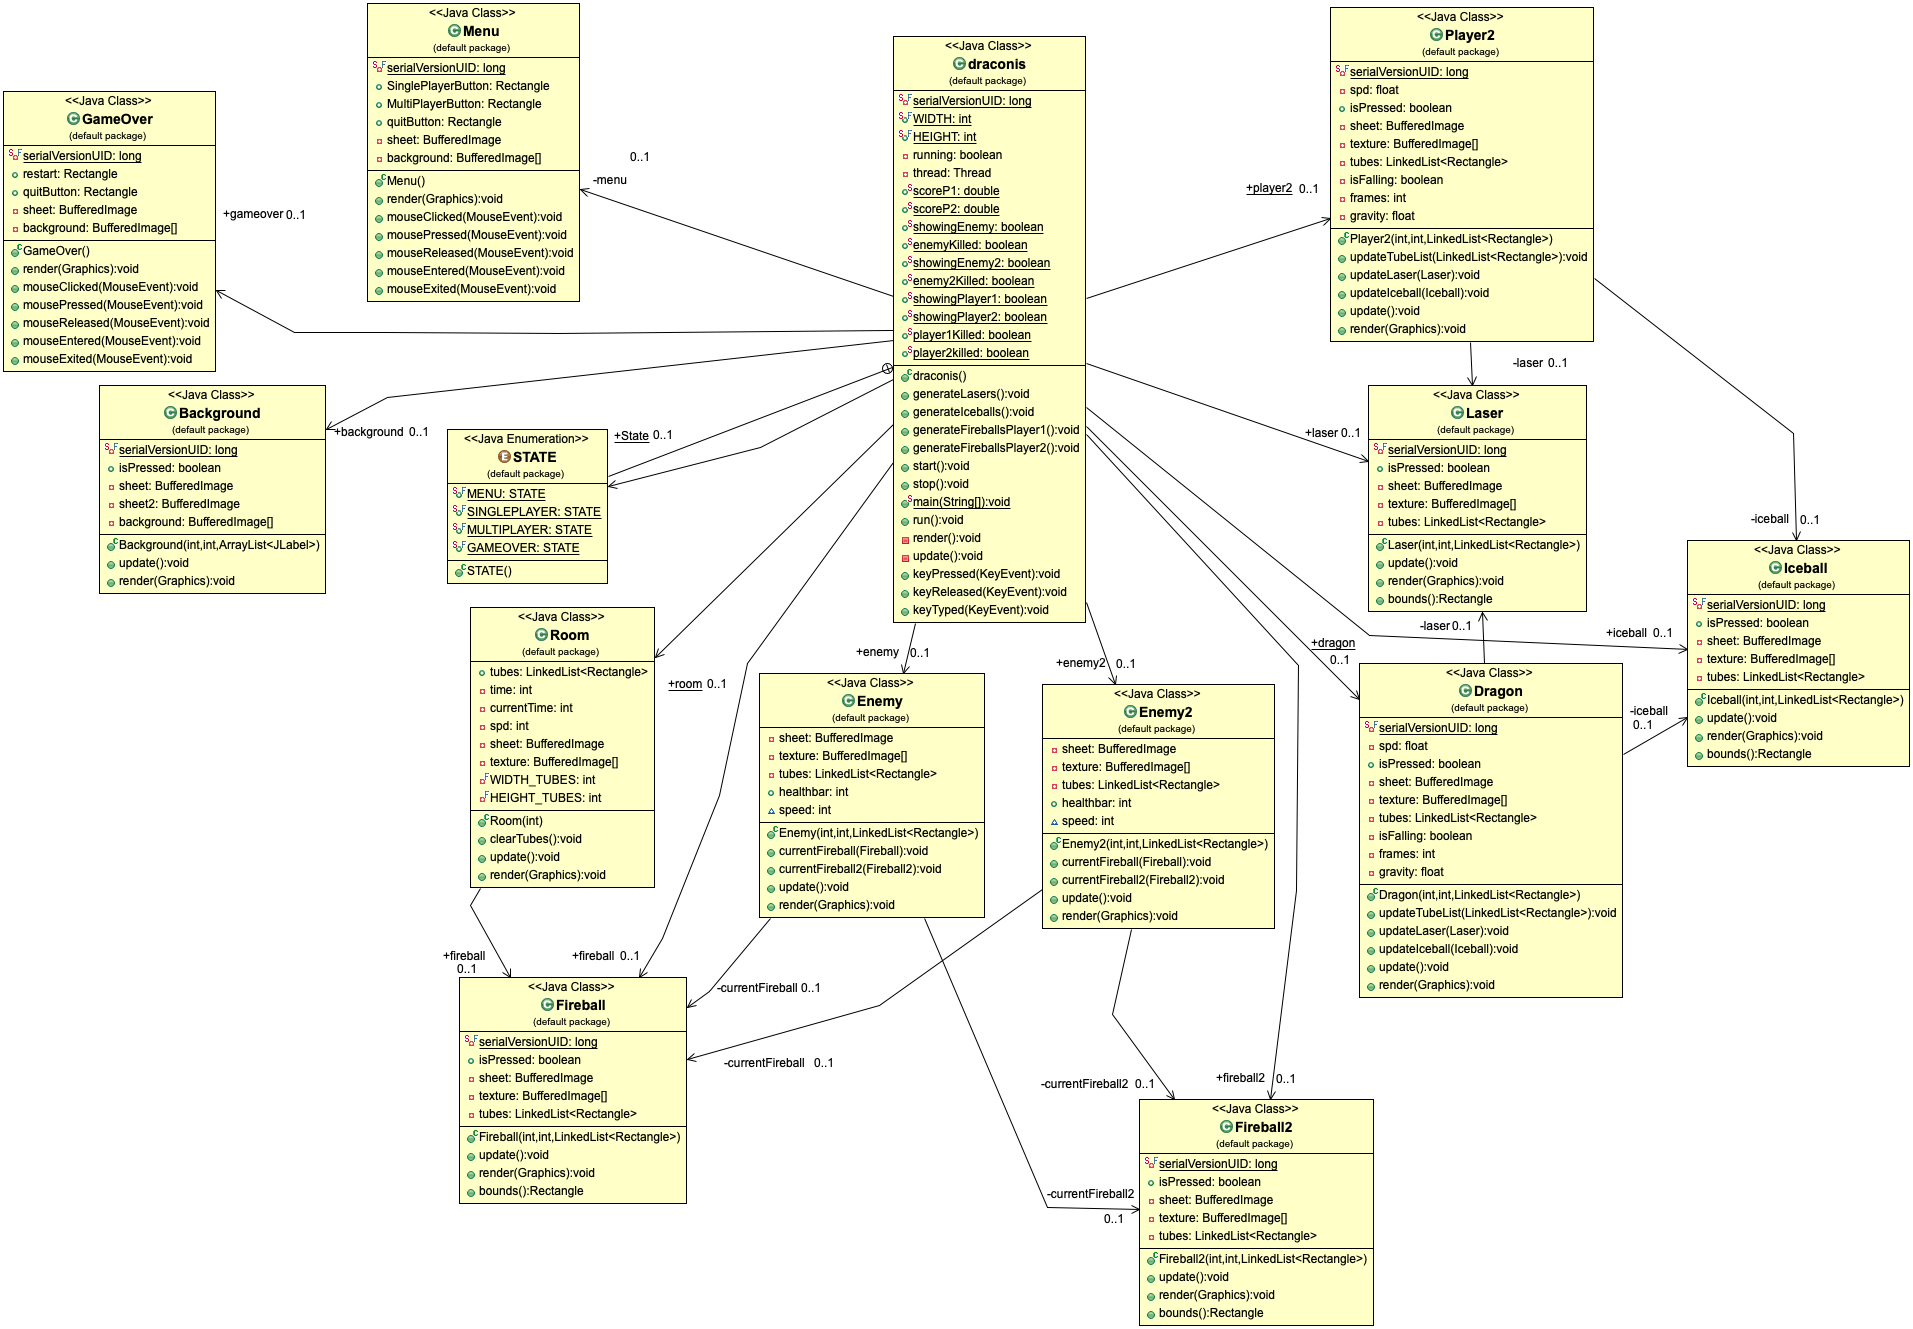 <<Java Class>>
Menu
(default package)
serialVersionUID: long
SinglePlayerButton: Rectangle
MultiPlayerButton: Rectangle
quitButton: Rectangle
sheet: BufferedImage
background: BufferedImage[]
Menu()
render(Graphics):void
mouseClicked(MouseEvent):void
mousePressed(MouseEvent):void
mouseReleased(MouseEvent):void
mouseEntered(MouseEvent):void
mouseExited(MouseEvent):void
0..1
-menu
<<Java Class>>
draconis
(default package)
serialVersionUID: long
WIDTH: int
HEIGHT: int
running: boolean
thread: Thread
scoreP1: double
scoreP2: double
showingEnemy: boolean
enemyKilled: boolean
showingEnemy2: boolean
enemy2Killed: boolean
showingPlayer1: boolean
showingPlayer2: boolean
player1Killed: boolean
player2killed: boolean
draconis()
generateLasers():void
generateIceballs():void
generateFireballsPlayer1():void
generateFireballsPlayer2():void
start():void
stop():void
main(String[]):void
run():void
render():void
update():void
keyPressed(KeyEvent):void
keyReleased(KeyEvent):void
keyTyped(KeyEvent):void
<<Java Class>>
Player2
(default package)
serialVersionUID: long
spd: float
isPressed: boolean
sheet: BufferedImage
texture: BufferedImage[]
tubes: LinkedList<Rectangle>
isFalling: boolean
frames: int
gravity: float
Player2(int,int,LinkedList<Rectangle>)
updateTubeList(LinkedList<Rectangle>):void
updateLaser(Laser):void
updateIceball(Iceball):void
update():void
render(Graphics):void
+player2 0..1
<<Java Class>>
GameOver
(default package)
serialVersionUID: long
restart: Rectangle
quitButton: Rectangle
sheet: BufferedImage
background: BufferedImage[]
GameOver()
render(Graphics):void
mouseClicked(MouseEvent):void
mousePressed(MouseEvent):void
mouseReleased(MouseEvent):void
mouseEntered(MouseEvent):void
mouseExited(MouseEvent):void
+gameover 0..1
<<Java Class>>
Background
(default package)
serialVersionUID: long
isPressed: boolean
sheet: BufferedImage
sheet2: BufferedImage
background: BufferedImage[]
Background(int,int,ArrayList<JLabel>)
update():void
render(Graphics):void
+background 0..1
<<Java Enumeration>>
STATE
(default package)
MENU: STATE
SINGLEPLAYER: STATE
MULTIPLAYER: STATE
GAMEOVER: STATE
STATE()
+State 0..1
-laser 0..1
<<Java Class>>
Laser
(default package)
serialVersionUID: long
isPressed: boolean
sheet: BufferedImage
texture: BufferedImage[]
tubes: LinkedList<Rectangle>
Laser(int,int,LinkedList<Rectangle>)
update():void
render(Graphics):void
bounds():Rectangle
+laser 0..1
-iceball 0..1
<<Java Class>>
Iceball
(default package)
serialVersionUID: long
isPressed: boolean
sheet: BufferedImage
texture: BufferedImage[]
tubes: LinkedList<Rectangle>
Iceball(int,int,LinkedList<Rectangle>)
update():void
render(Graphics):void
bounds():Rectangle
-laser 0..1
+iceball 0..1
+dragon
0..1
-iceball
0..1
<<Java Class>>
Room
(default package)
tubes: LinkedList<Rectangle>
time: int
currentTime: int
spd: int
sheet: BufferedImage
texture: BufferedImage[]
WIDTH_TUBES: int
HEIGHT_TUBES: int
Room(int)
clearTubes():void
update():void
render(Graphics):void
+room 0..1
+enemy 0..1
<<Java Class>>
Enemy
(default package)
sheet: BufferedImage
texture: BufferedImage[]
tubes: LinkedList<Rectangle>
healthbar: int
speed: int
Enemy(int,int,LinkedList<Rectangle>)
currentFireball(Fireball):void
currentFireball2(Fireball2):void
update():void
render(Graphics):void
+enemy2 0..1
<<Java Class>>
Enemy2
(default package)
sheet: BufferedImage
texture: BufferedImage[]
tubes: LinkedList<Rectangle>
healthbar: int
speed: int
Enemy2(int,int,LinkedList<Rectangle>)
currentFireball(Fireball):void
currentFireball2(Fireball2):void
update():void
render(Graphics):void
<<Java Class>>
Dragon
(default package)
serialVersionUID: long
spd: float
isPressed: boolean
sheet: BufferedImage
texture: BufferedImage[]
tubes: LinkedList<Rectangle>
isFalling: boolean
frames: int
gravity: float
Dragon(int,int,LinkedList<Rectangle>)
updateTubeList(LinkedList<Rectangle>):void
updateLaser(Laser):void
updateIceball(Iceball):void
update():void
render(Graphics):void
+fireball
0..1
+fireball 0..1
-currentFireball 0..1
-currentFireball 0..1
<<Java Class>>
Fireball
(default package)
serialVersionUID: long
isPressed: boolean
sheet: BufferedImage
texture: BufferedImage[]
tubes: LinkedList<Rectangle>
Fireball(int,int,LinkedList<Rectangle>)
update():void
render(Graphics):void
bounds():Rectangle
-currentFireball2 0..1
+fireball2 0..1
-currentFireball2
0..1
<<Java Class>>
Fireball2
(default package)
serialVersionUID: long
isPressed: boolean
sheet: BufferedImage
texture: BufferedImage[]
tubes: LinkedList<Rectangle>
Fireball2(int,int,LinkedList<Rectangle>)
update():void
render(Graphics):void
bounds():Rectangle